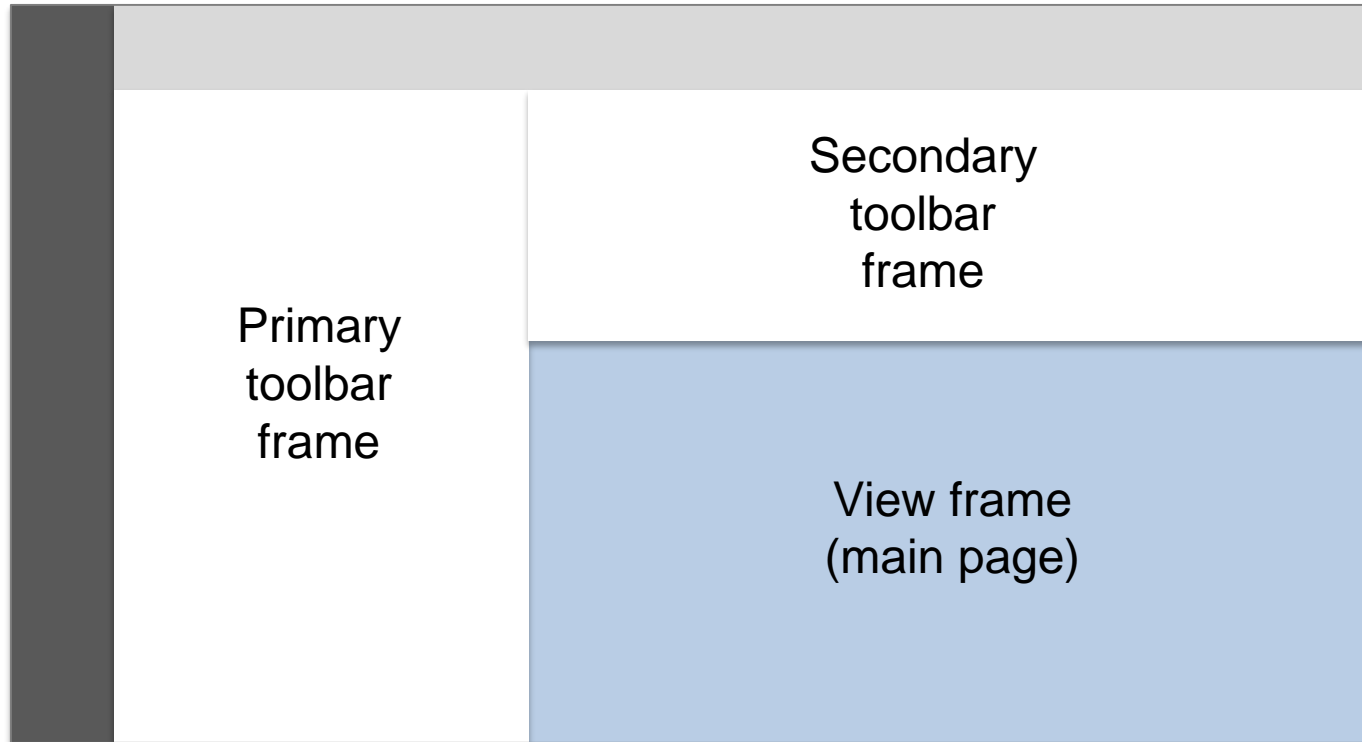 Secondary
toolbar
frame
Primary
toolbar
frame
View frame
(main page)